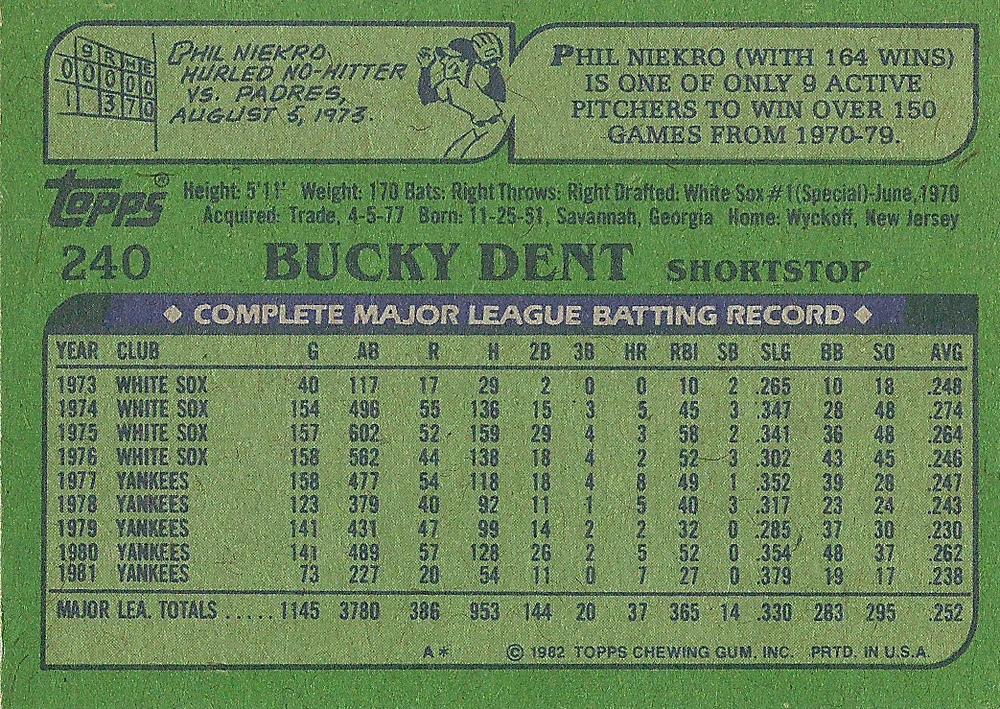 9 R H E
0 0 0 0 0
1 3 7 0
PHIL NIEKRO
HURLED NO-HITTER
VS. PADRES,
AUGUST 5, 1973.
PHIL NIEKRO (WITH 164 WINS)
IS ONE OF ONLY 9 ACTIVE
PITCHERS TO WIN OVER 150
GAMES FROM 1970-79.
Topps®
Height: 5'11" Weight: 170 Bats: Right Throws: Right Drafted: White Sox #1(Special)-June, 1970
Acquired: Trade, 4-5-77 Born: 11-25-51, Savannah, Georgia Home: Wyckoff, New Jersey
240 BUCKY DENT SHORTSTOP
◆ COMPLETE MAJOR LEAGUE BATTING RECORD ◆
YEAR CLUB G AB R H 2B 3B HR RBI SB SLG BB SO AVG
1973 WHITE SOX 40 117 17 29 2 0 0 10 2 .265 10 18 .248
1974 WHITE SOX 154 496 55 136 15 3 5 45 3 .347 28 48 .274
1975 WHITE SOX 157 602 52 159 29 4 3 58 2 .341 36 48 .264
1976 WHITE SOX 158 562 44 138 18 4 2 52 3 .302 43 45 .246
1977 YANKEES 158 477 54 118 18 4 8 49 1 .352 39 28 .247
1978 YANKEES 123 379 40 92 11 1 5 40 3 .317 23 24 .243
1979 YANKEES 141 431 47 99 14 2 2 32 0 .285 37 30 .230
1980 YANKEES 141 489 57 128 26 2 5 52 0 .354 48 37 .262
1981 YANKEES 73 227 20 54 11 0 7 27 0 .379 19 17 .238
MAJOR LEA. TOTALS ..... 1145 3780 386 953 144 20 37 365 14 .330 283 295 .252
A* © 1982 TOPPS CHEWING GUM, INC. PRTD. IN U.S.A.